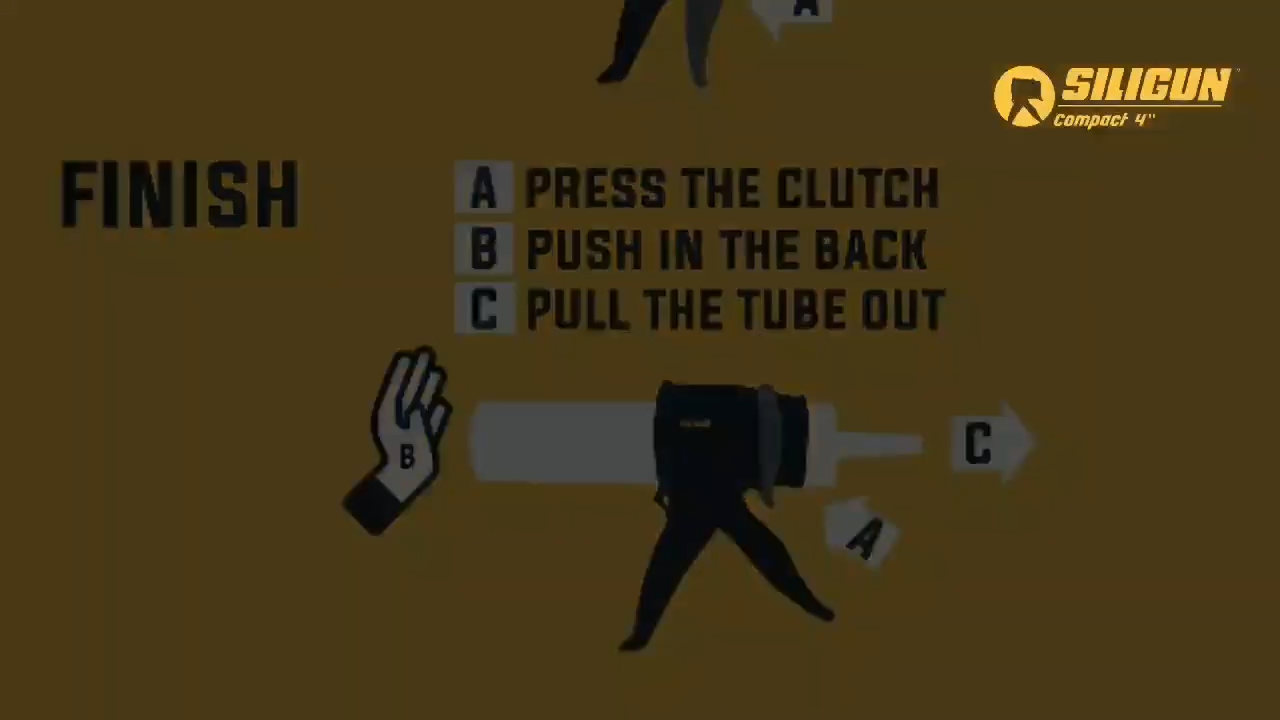 A
SILIGUN
Compact 4"
FINISH
A PRESS THE CLUTCH
B PUSH IN THE BACK
C PULL THE TUBE OUT
B
C
A